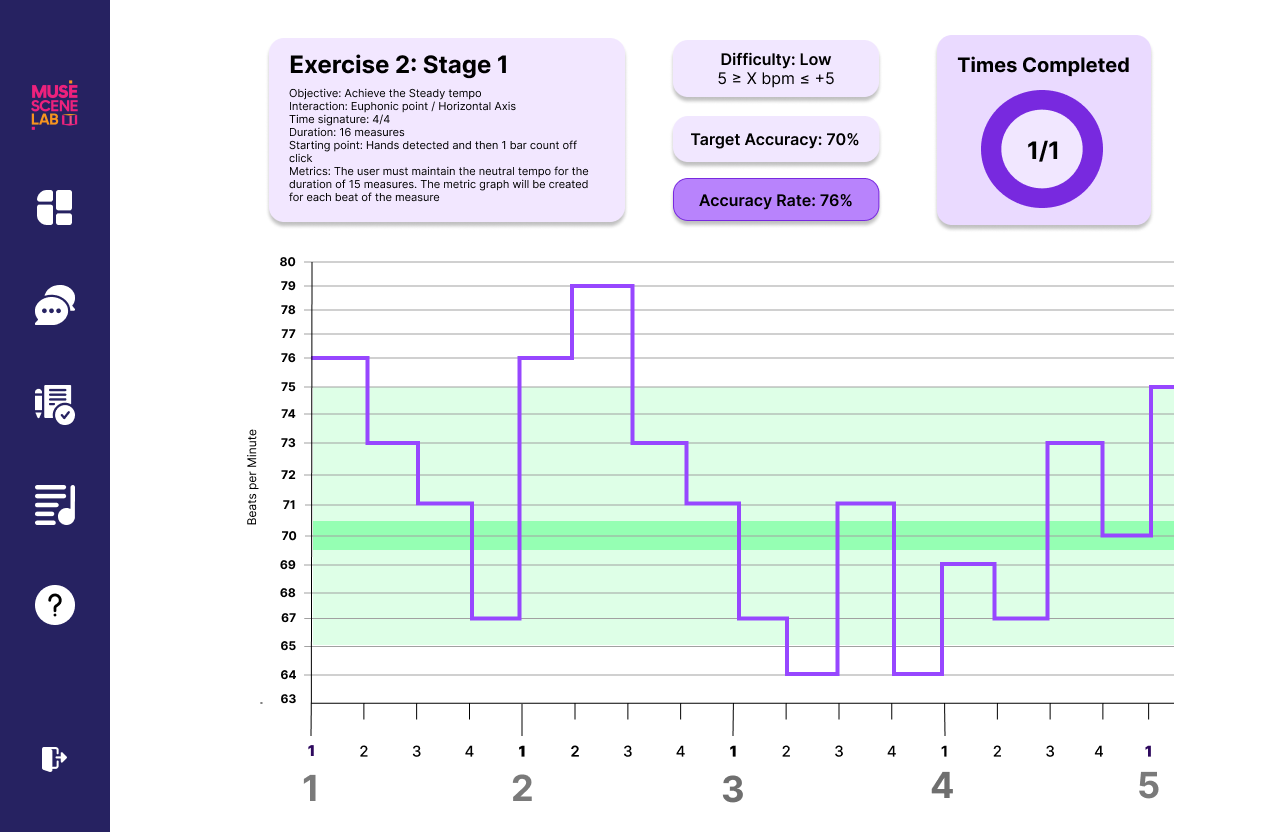 MUSE
SCENE
LAB
Exercise 2: Stage 1
Objective: Achieve the Steady tempo
Interaction: Euphonic point / Horizontal Axis
Time signature: 4/4
Duration: 16 measures
Starting point: Hands detected and then 1 bar count off
click
Metrics: The user must maintain the neutral tempo for the
duration of 15 measures. The metric graph will be created
for each beat of the measure
Difficulty: Low
5 ≥ X bpm ≤ +5
Target Accuracy: 70%
Accuracy Rate: 76%
Times Completed
1/1
Beats per Minute
80
79
78
77
76
75
74
73
72
71
70
69
68
67
65
64
63
1 2 3 4 1 2 3 4 1 2 3 4 1 2 3 4 1
1 2 3 4 5
?